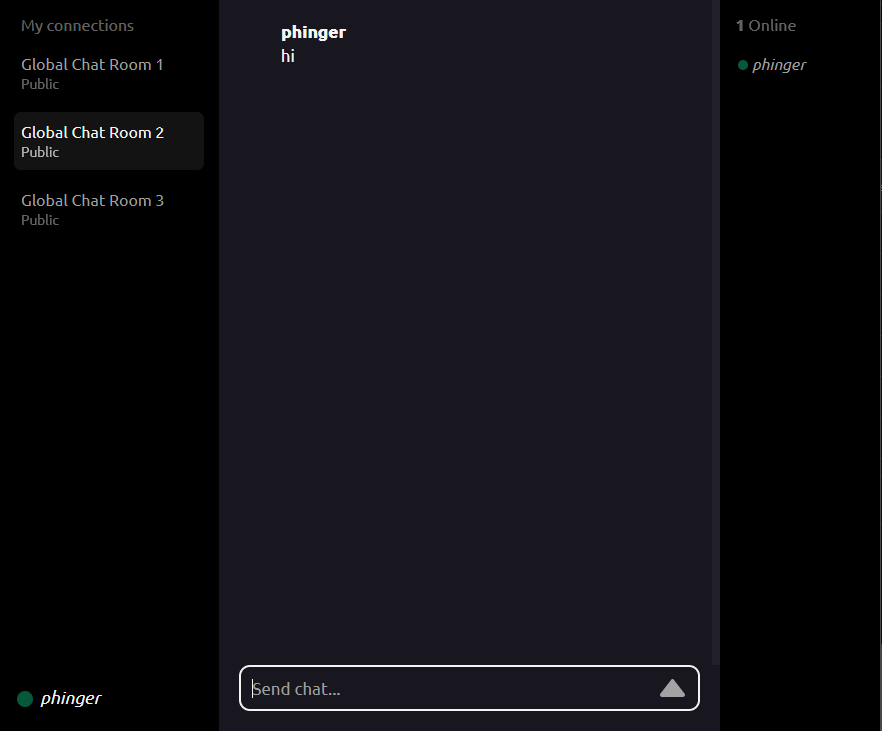 My connections
Global Chat Room 1
Public
Global Chat Room 2
Public
Global Chat Room 3
Public
phinger
phinger
hi
Send chat...
1 Online
phinger